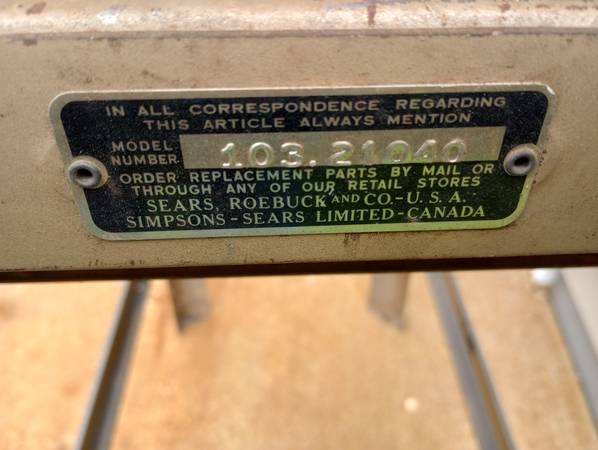 IN ALL CORRESPONDENCE REGARDING
THIS ARTICLE ALWAYS MENTION
MODEL NUMBER 103.21040
ORDER REPLACEMENT PARTS BY MAIL OR
THROUGH ANY OF OUR RETAIL STORES
SEARS, ROEBUCK AND CO.-U.S.A.
SIMPSONS-SEARS LIMITED-CANADA